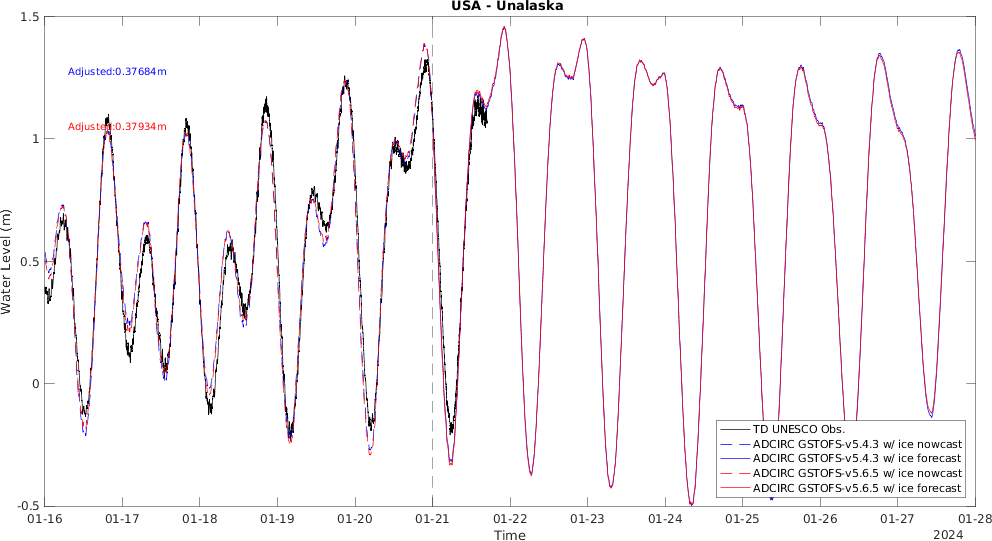 USA - Unalaska
Water Level (m)
1.5
1
0.5
0
-0.5
Adjusted:0.37684m
Adjusted:0.37934m
TD UNESCO Obs.
ADCIRC GSTOFS-v5.4.3 w/ ice nowcast
ADCIRC GSTOFS-v5.4.3 w/ ice forecast
ADCIRC GSTOFS-v5.6.5 w/ ice nowcast
ADCIRC GSTOFS-v5.6.5 w/ ice forecast
01-16 01-17 01-18 01-19 01-20 01-21 01-22 01-23 01-24 01-25 01-26 01-27 01-28
Time
2024